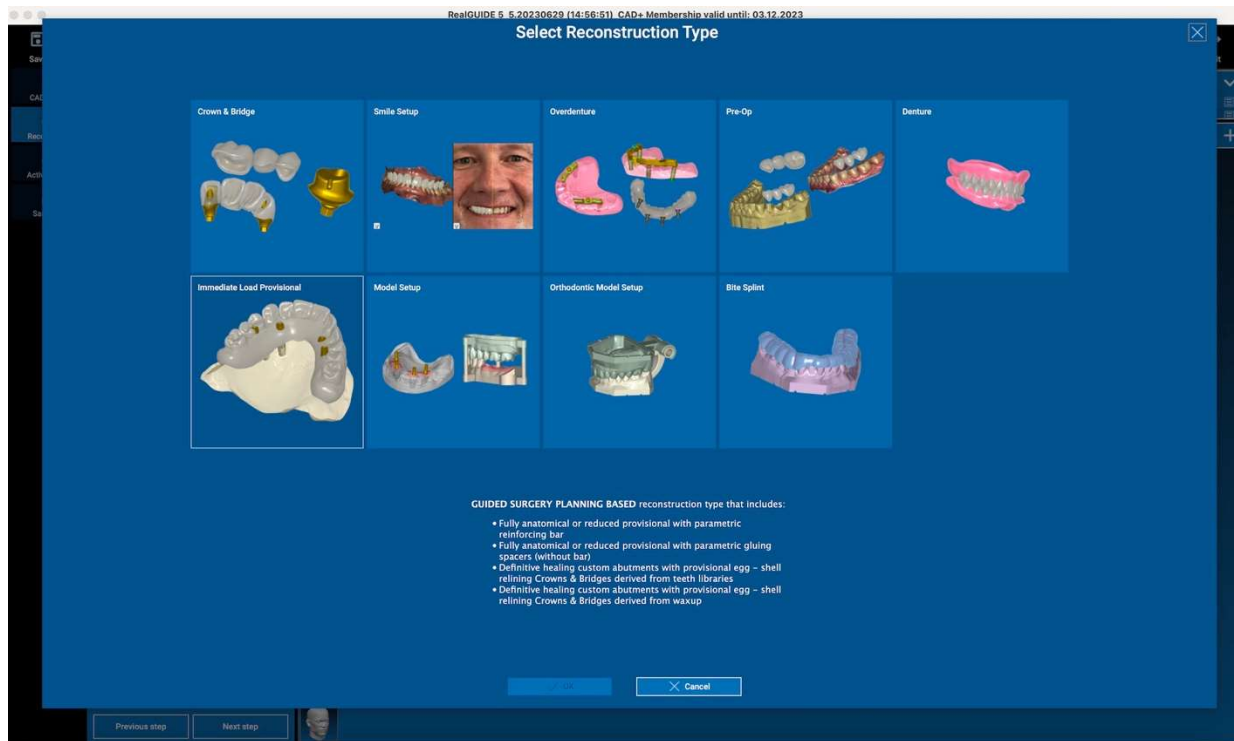 RealGUIDE 5 5.20230629 (14:56:51) CAD+ Membership valid until: 03.12.2023
Select Reconstruction Type
Crown & Bridge
Smile Setup
Overdenture
Pre-Op
Denture
Immediate Load Provisional
Model Setup
Orthodontic Model Setup
Bite Splint
GUIDED SURGERY PLANNING BASED reconstruction type that includes:
• Fully anatomical or reduced provisional with parametric
reinforcing bar
• Fully anatomical or reduced provisional with parametric gluing
spacers (without bar)
• Definitive healing custom abutments with provisional egg - shell
relining Crowns & Bridges derived from teeth libraries
• Definitive healing custom abutments with provisional egg - shell
relining Crowns & Bridges derived from waxup
OK
Cancel
Previous step
Next step